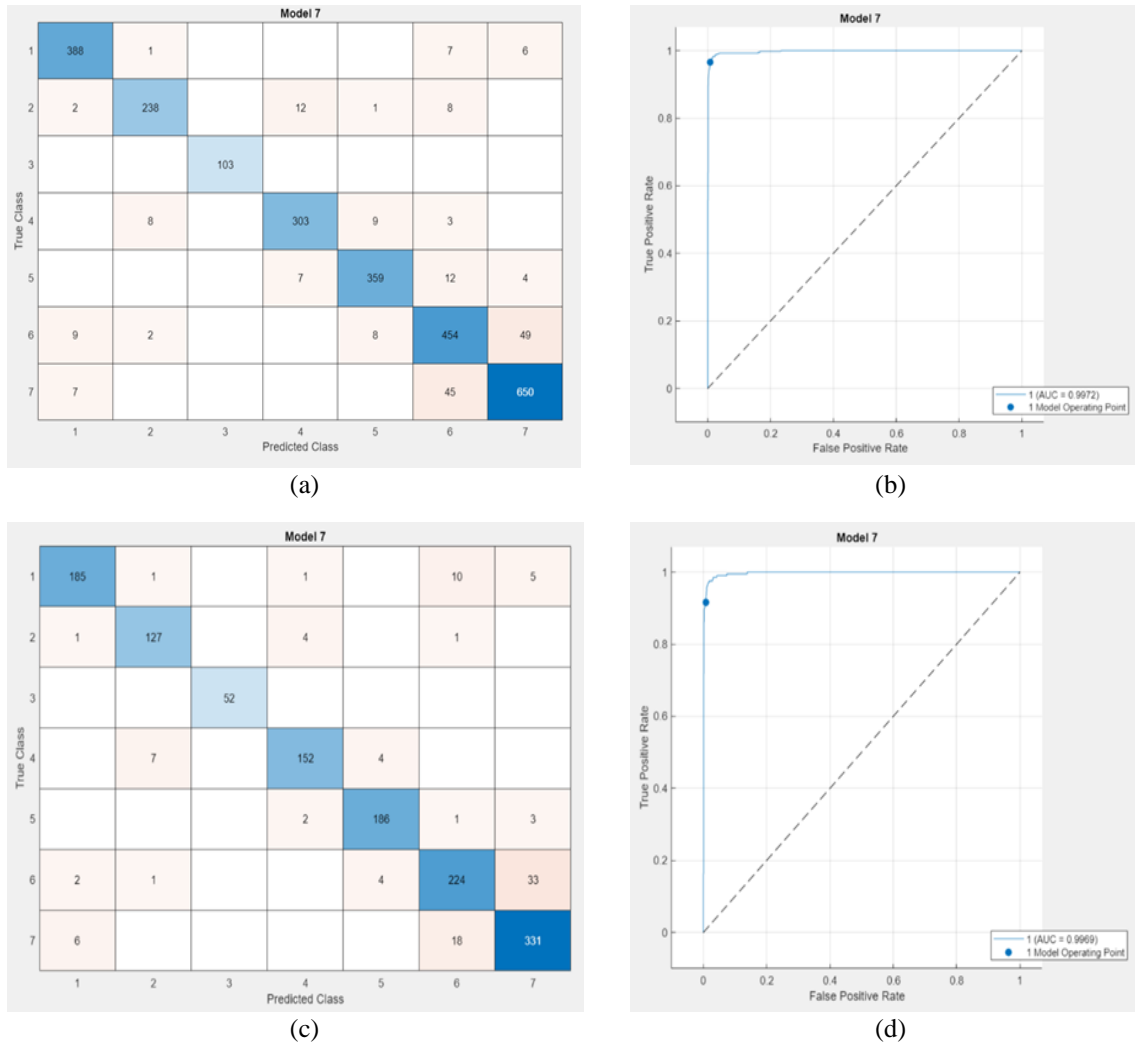 Model 7
1 388 1 7 6
2 2 238 12 1 8
3 103
4 8 303 9 3
5 7 359 12 4
6 9 2 8 454 49
7 7 45 650
1 2 3 4 5 6 7
Predicted Class
True Class
(a)
Model 7
1
0.8
0.6
0.4
0.2
0
0 0.2 0.4 0.6 0.8 1
False Positive Rate
True Positive Rate
1 (AUC = 0.9972)
1 Model Operating Point
(b)
Model 7
1 185 1 1 10 5
2 1 127 4 1
3 52
4 7 152 4
5 2 186 1 3
6 2 1 4 224 33
7 6 18 331
1 2 3 4 5 6 7
Predicted Class
True Class
(c)
Model 7
1
0.8
0.6
0.4
0.2
0
0 0.2 0.4 0.6 0.8 1
False Positive Rate
True Positive Rate
1 (AUC = 0.9969)
1 Model Operating Point
(d)